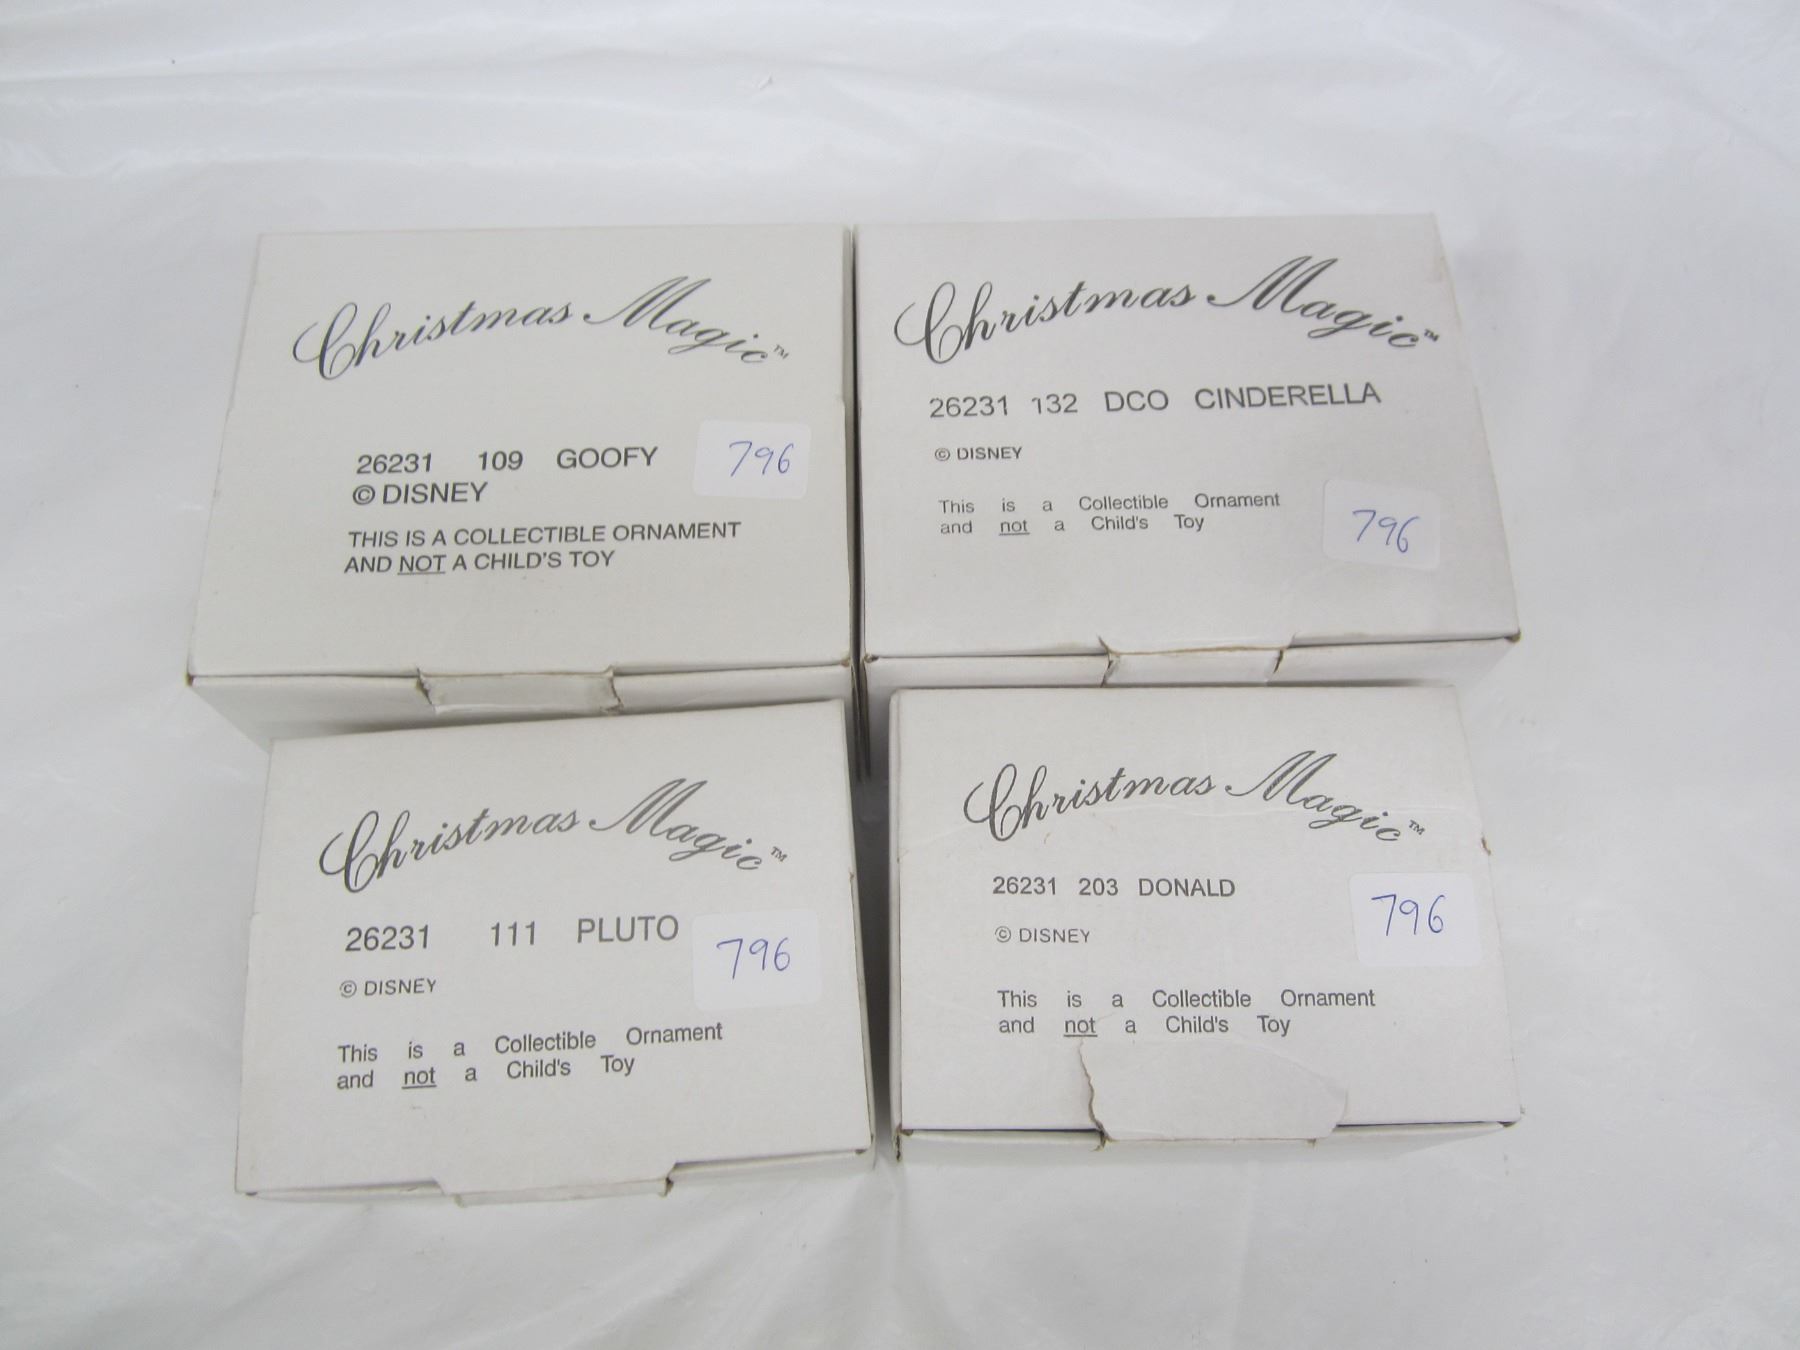 Christmas Magic™
26231 109 GOOFY
© DISNEY
THIS IS A COLLECTIBLE ORNAMENT
AND NOT A CHILD'S TOY
796
Christmas Magic™
26231 132 DCO CINDERELLA
© DISNEY
This is a Collectible Ornament
and not a Child's Toy
796
Christmas Magic™
26231 111 PLUTO
© DISNEY
This is a Collectible Ornament
and not a Child's Toy
796
Christmas Magic™
26231 203 DONALD
© DISNEY
This is a Collectible Ornament
and not a Child's Toy
796